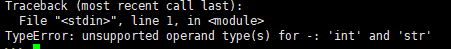 Traceback (most recent call last):
  File "<stdin>", line 1, in <module>
TypeError: unsupported operand type(s) for -: 'int' and 'str'